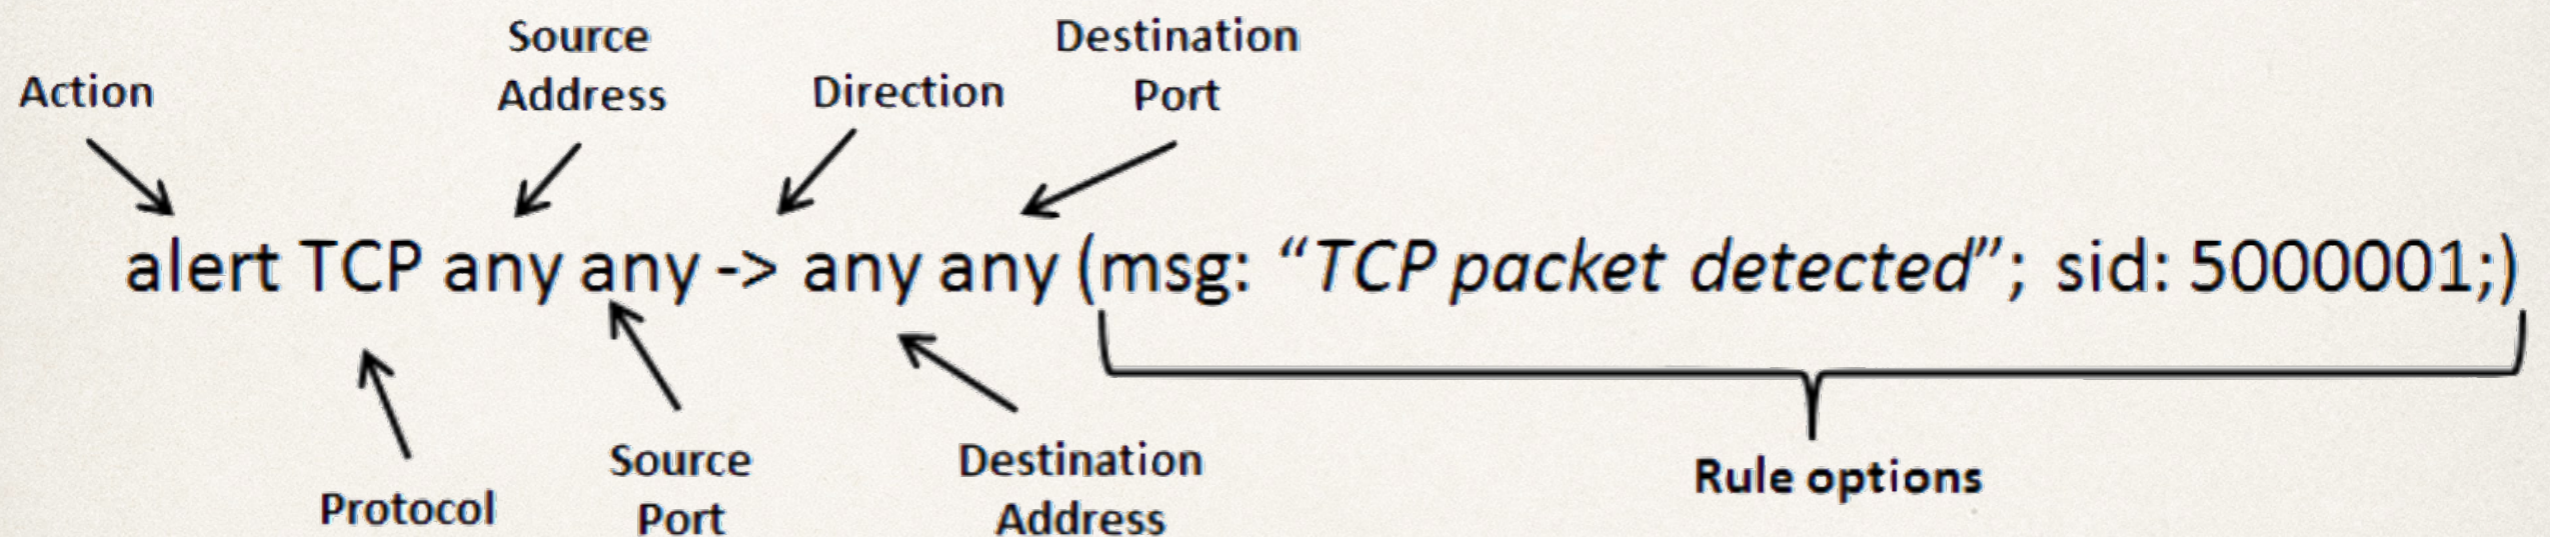 Source
Address
Destination
Port
Action
Direction
alert TCP any any -> any any (msg: “TCP packet detected”; sid: 5000001;)
Protocol
Source
Port
Destination
Address
Rule options